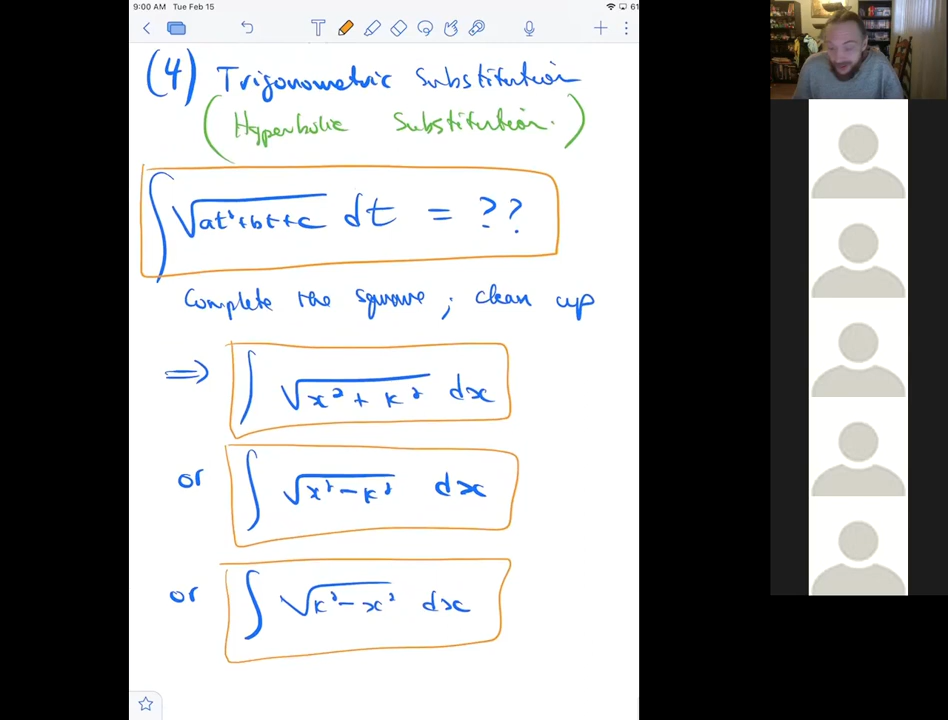 9:00 AM Tue Feb 15
61
(4) Trigonometric Substitution
(Hyperbolic Substitution.)
∫ √(at²+bt+c) dt = ??
Complete the square ; clean up
⇒ ∫ √(x² + k²) dx
or ∫ √(x² − k²) dx
or ∫ √(k² − x²) dx